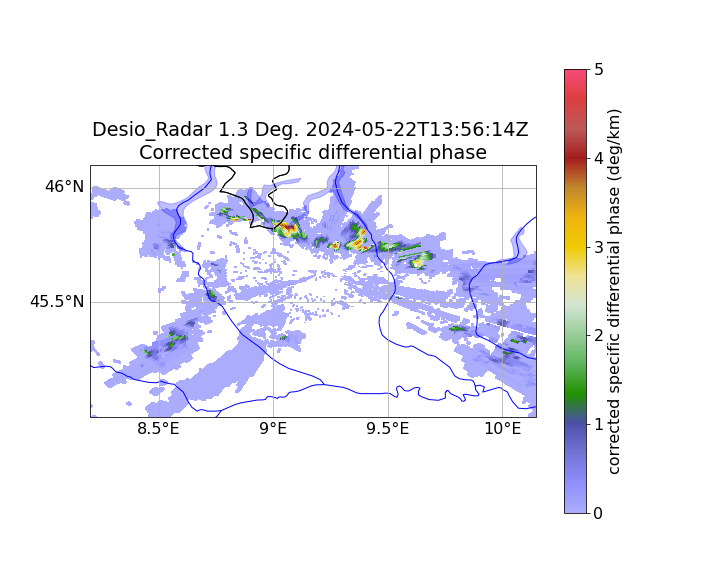 Desio_Radar 1.3 Deg. 2024-05-22T13:56:14Z
Corrected specific differential phase
46°N
45.5°N
8.5°E
9°E
9.5°E
10°E
5
4
3
2
1
0
corrected specific differential phase (deg/km)